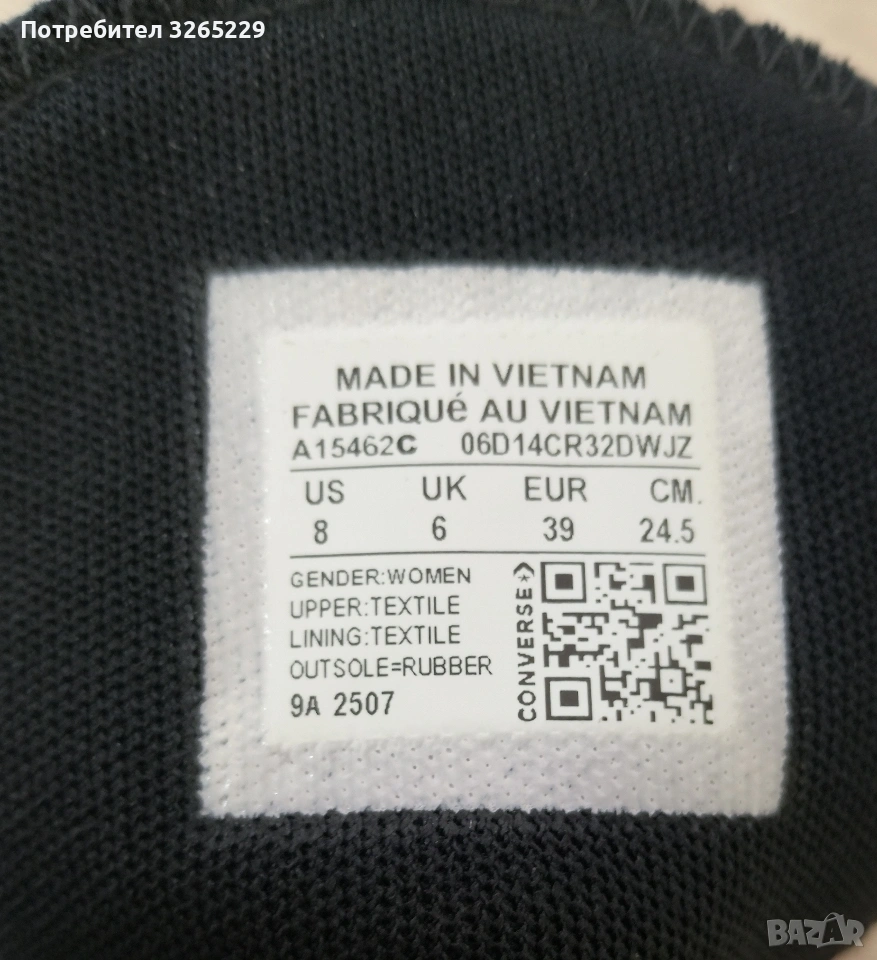 Потребител 3265229
MADE IN VIETNAM
FABRIQUé AU VIETNAM
A15462C 06D14CR32DWJZ
US UK EUR CM.
8 6 39 24.5
GENDER:WOMEN
UPPER:TEXTILE
LINING:TEXTILE
OUTSOLE=RUBBER
9A 2507
CONVERSE
BAZAR